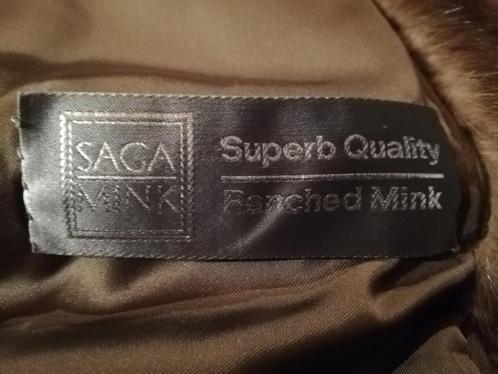 SAGA
MINK
Superb Quality
Ranched Mink